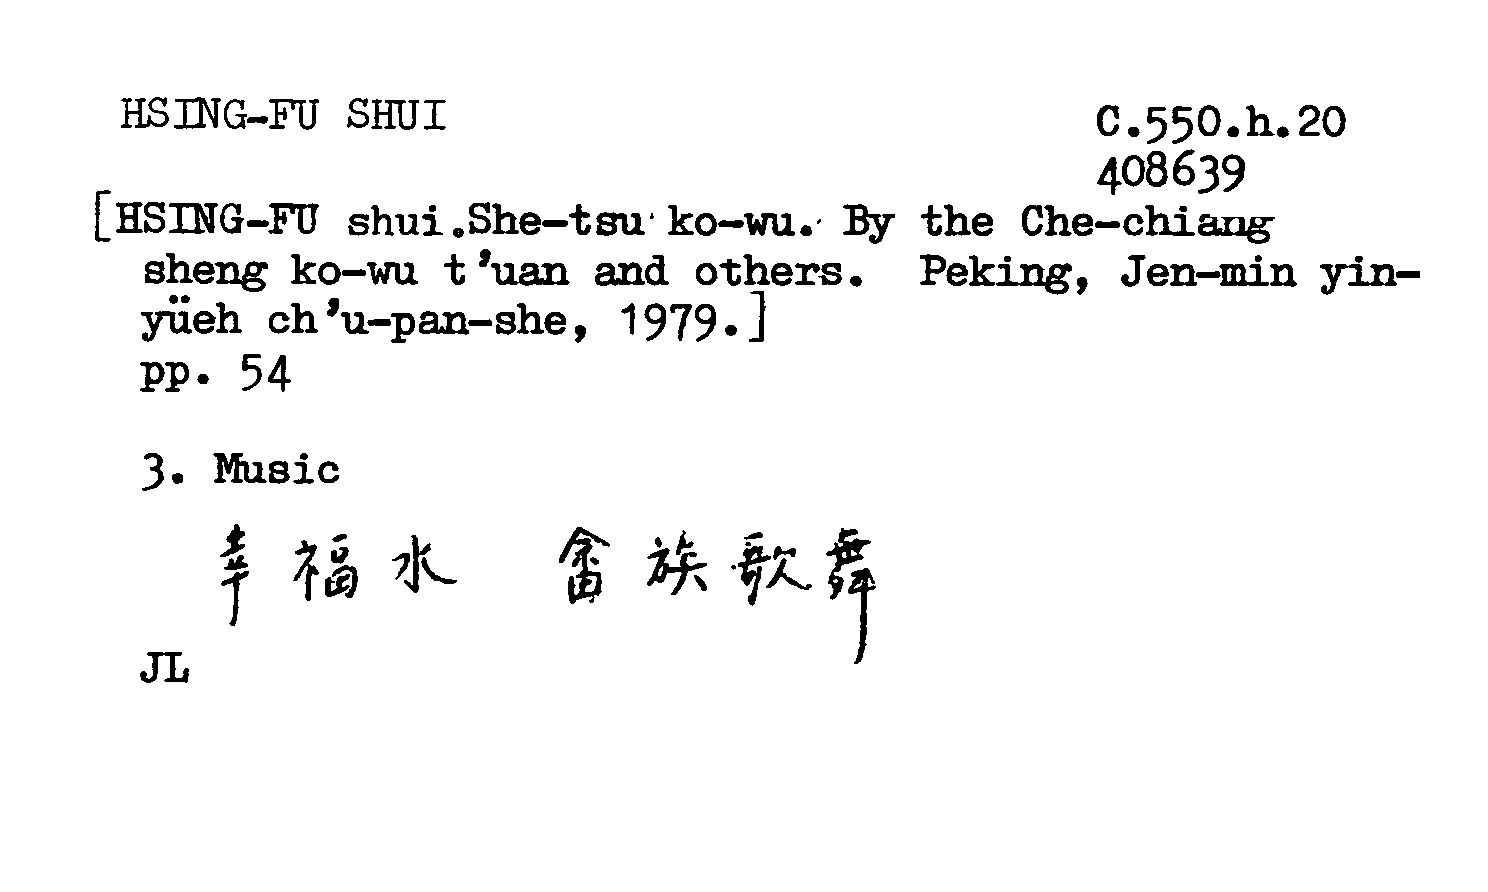 HSING-FU SHUI
C.550.h.20
408639
[HSING-FU shui.She-tsu ko-wu. By the Che-chiang
sheng ko-wu t'uan and others. Peking, Jen-min yin-
yüeh ch'u-pan-she, 1979.]
pp. 54
3. Music
幸福水 畲族歌舞
JL